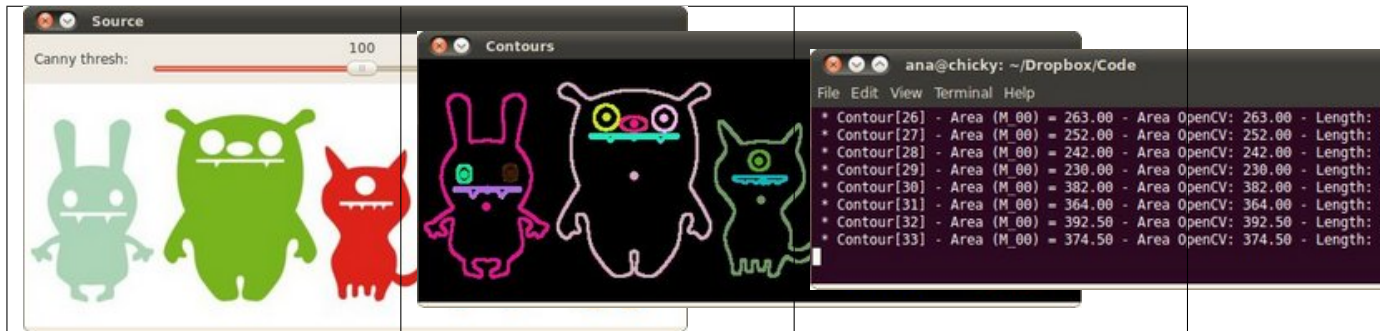 Source
Canny thresh:
100
Contours
ana@chicky: ~/Dropbox/Code
File Edit View Terminal Help
* Contour[26] - Area (M_00) = 263.00 - Area OpenCV: 263.00 - Length:
* Contour[27] - Area (M_00) = 252.00 - Area OpenCV: 252.00 - Length:
* Contour[28] - Area (M_00) = 242.00 - Area OpenCV: 242.00 - Length:
* Contour[29] - Area (M_00) = 230.00 - Area OpenCV: 230.00 - Length:
* Contour[30] - Area (M_00) = 382.00 - Area OpenCV: 382.00 - Length:
* Contour[31] - Area (M_00) = 364.00 - Area OpenCV: 364.00 - Length:
* Contour[32] - Area (M_00) = 392.50 - Area OpenCV: 392.50 - Length:
* Contour[33] - Area (M_00) = 374.50 - Area OpenCV: 374.50 - Length: